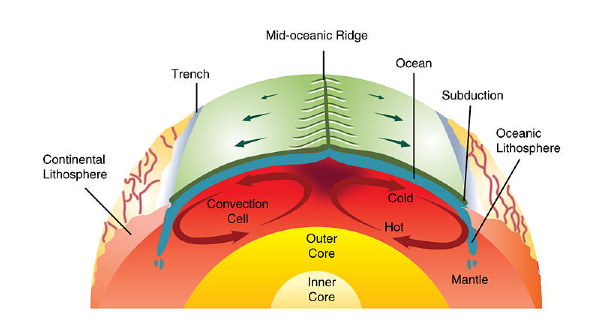 Mid-oceanic Ridge
Trench
Ocean
Subduction
Oceanic
Lithosphere
Continental
Lithosphere
Convection
Cell
Cold
Hot
Outer
Core
Mantle
Inner
Core